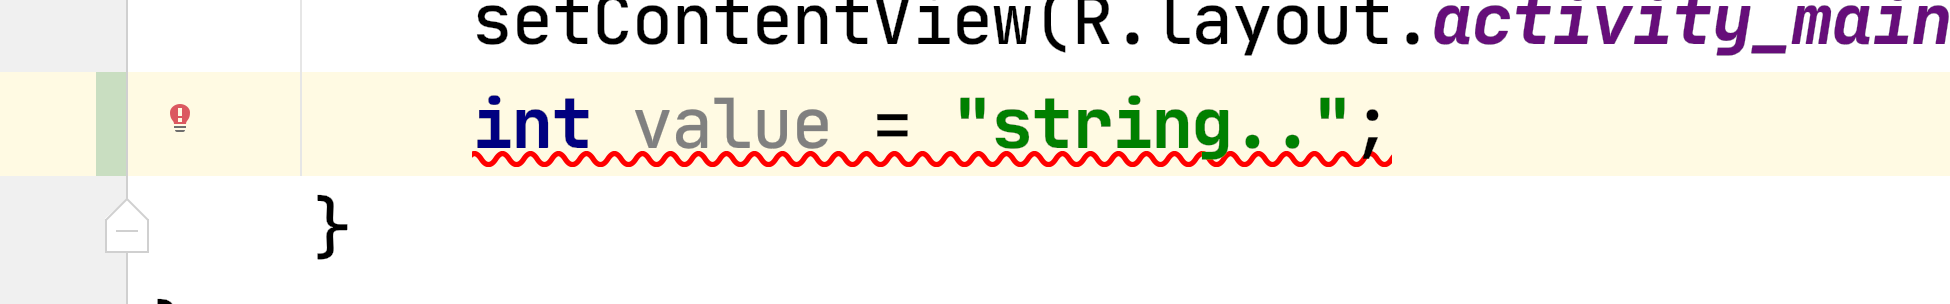 setContentView(R.layout.activity_main
int value = "string..";
}